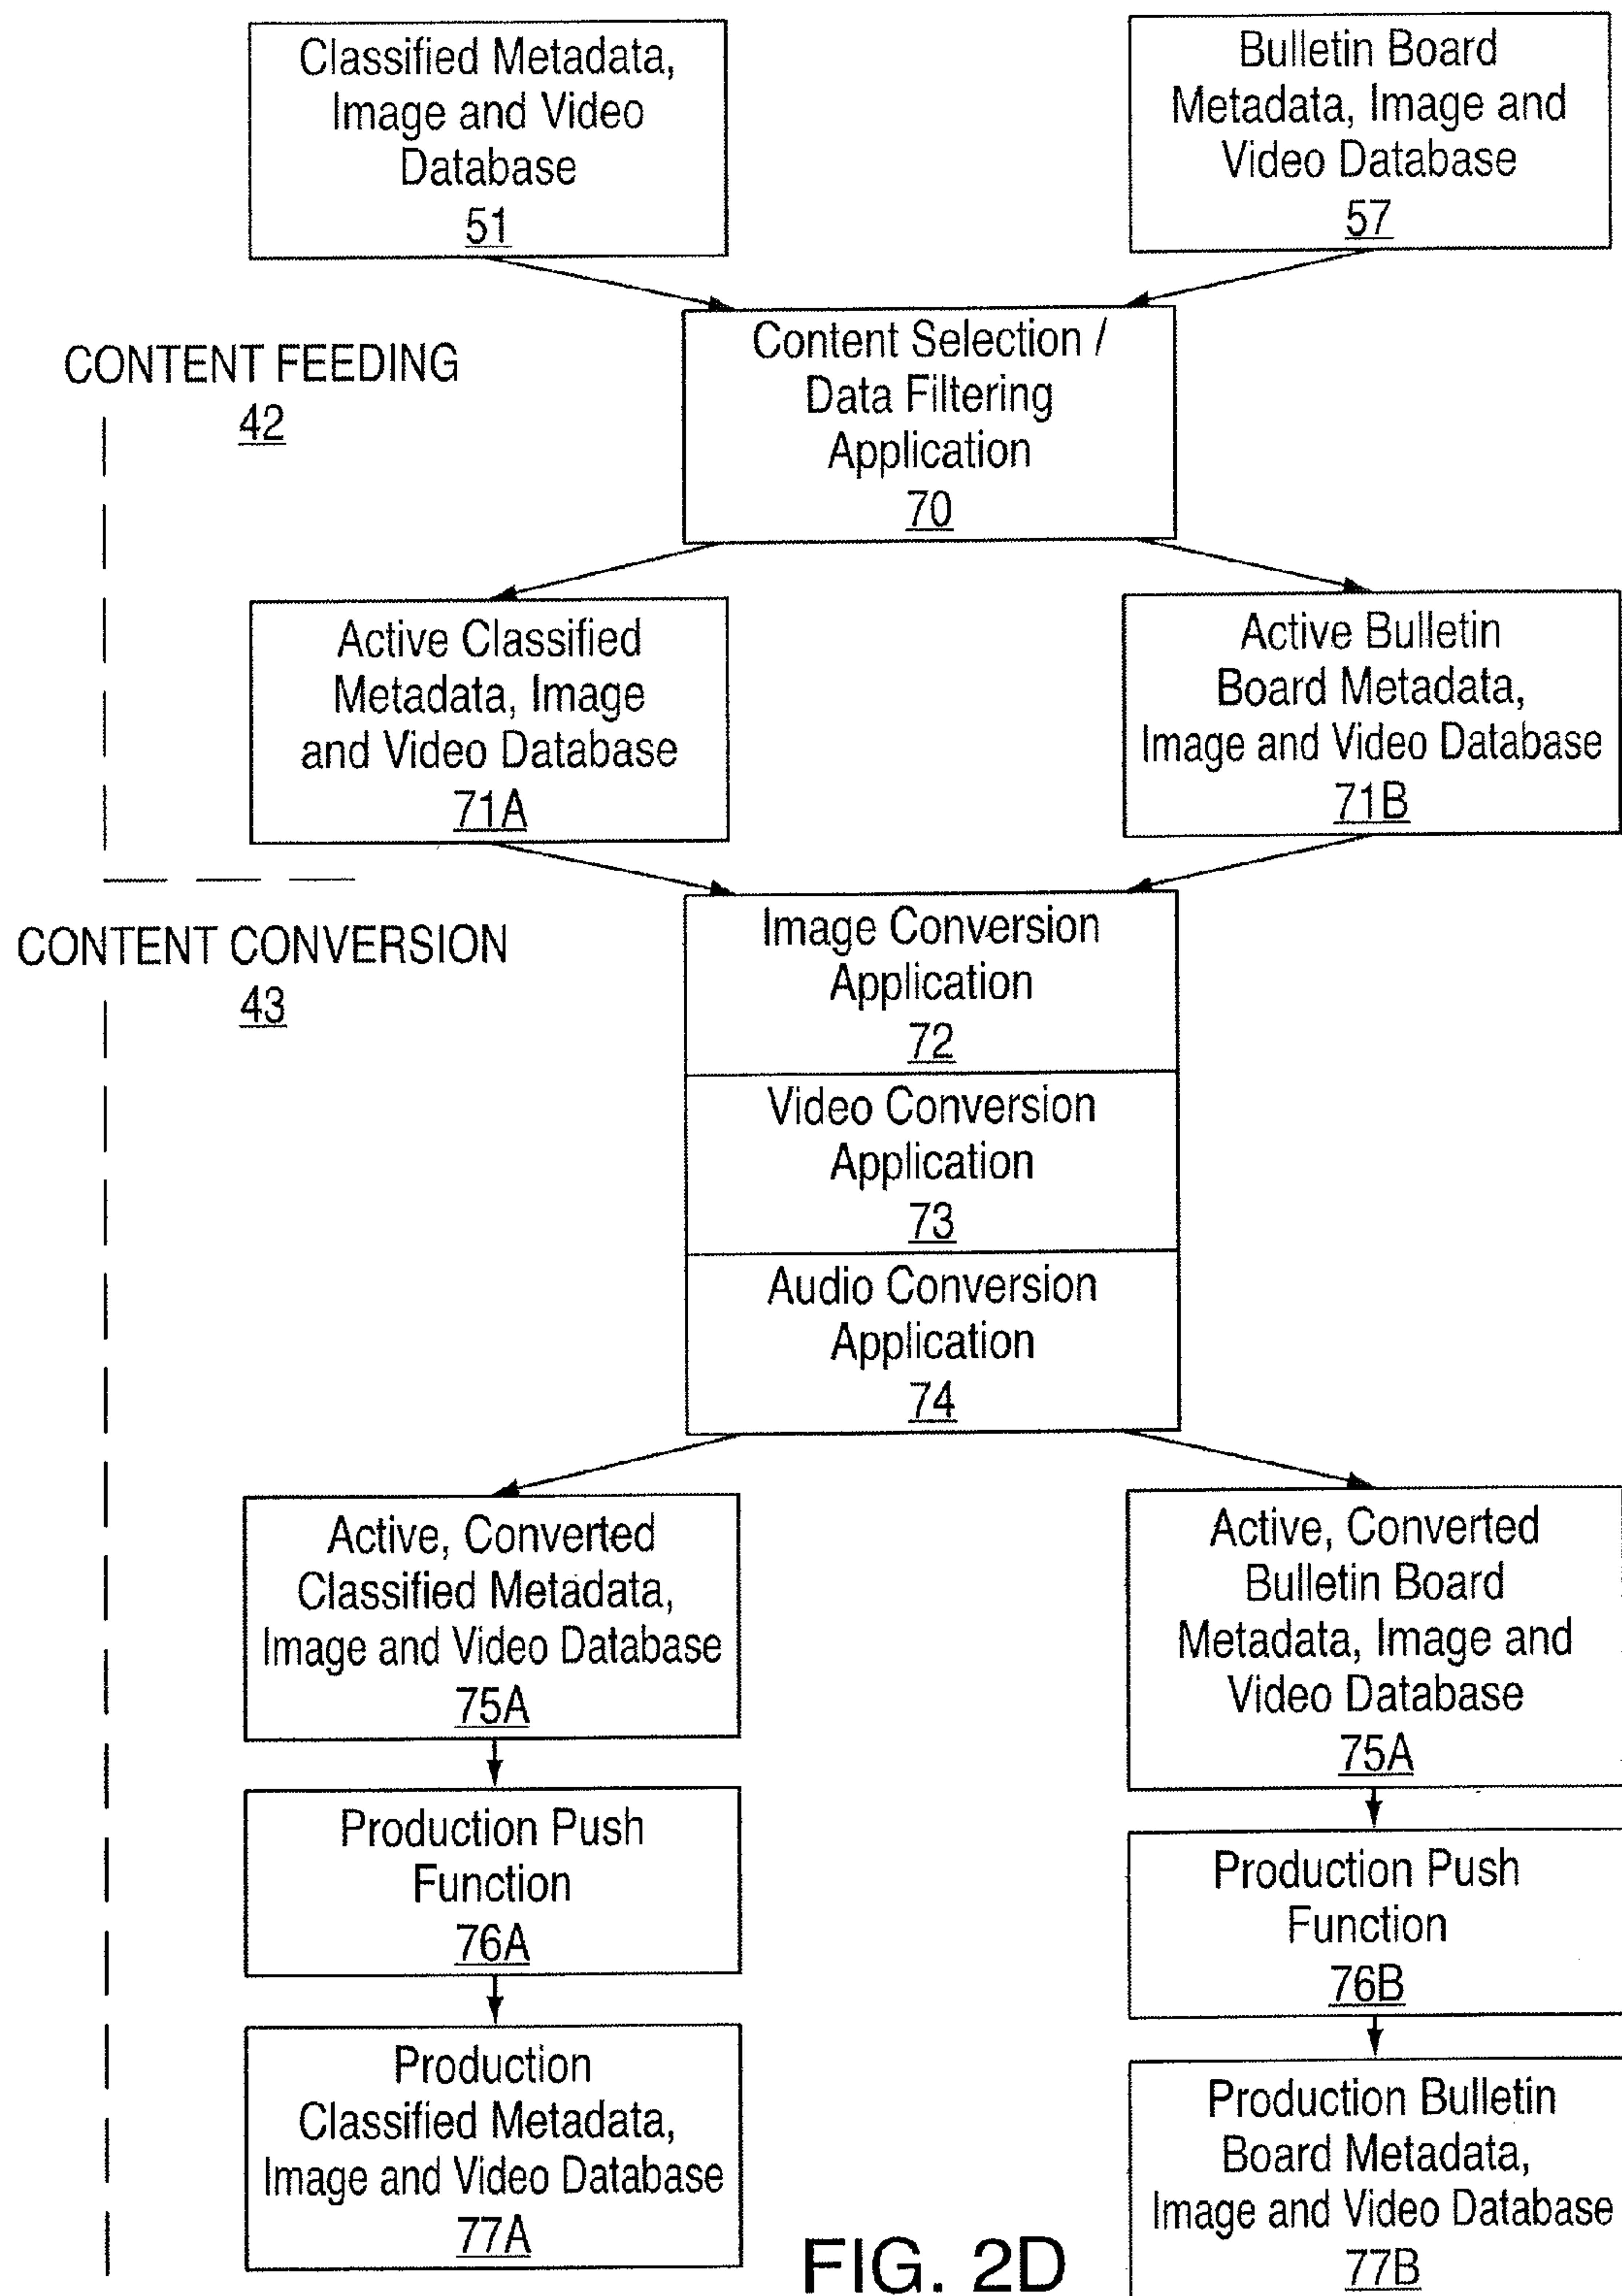 Classified Metadata,
Image and Video
Database
51
Bulletin Board
Metadata, Image and
Video Database
57
CONTENT FEEDING
42
Content Selection /
Data Filtering
Application
70
Active Classified
Metadata, Image
and Video Database
71A
Active Bulletin
Board Metadata,
Image and Video Database
71B
CONTENT CONVERSION
43
Image Conversion
Application
72
Video Conversion
Application
73
Audio Conversion
Application
74
Active, Converted
Classified Metadata,
Image and Video Database
75A
Active, Converted
Bulletin Board
Metadata, Image and
Video Database
75A
Production Push
Function
76A
Production Push
Function
76B
Production
Classified Metadata,
Image and Video Database
77A
Production Bulletin
Board Metadata,
Image and Video Database
77B
FIG. 2D